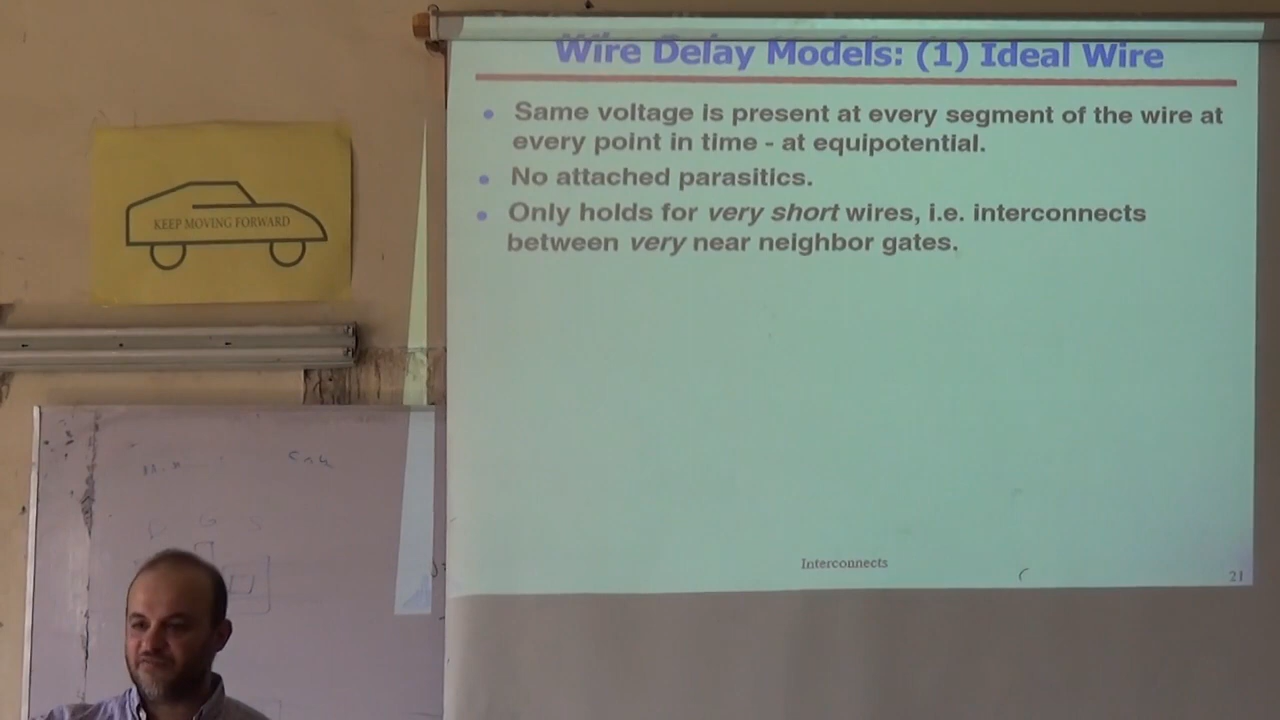 Wire Delay Models: (1) Ideal Wire
• Same voltage is present at every segment of the wire at
every point in time - at equipotential.
• No attached parasitics.
• Only holds for very short wires, i.e. interconnects
between very near neighbor gates.
KEEP MOVING FORWARD
Interconnects
21